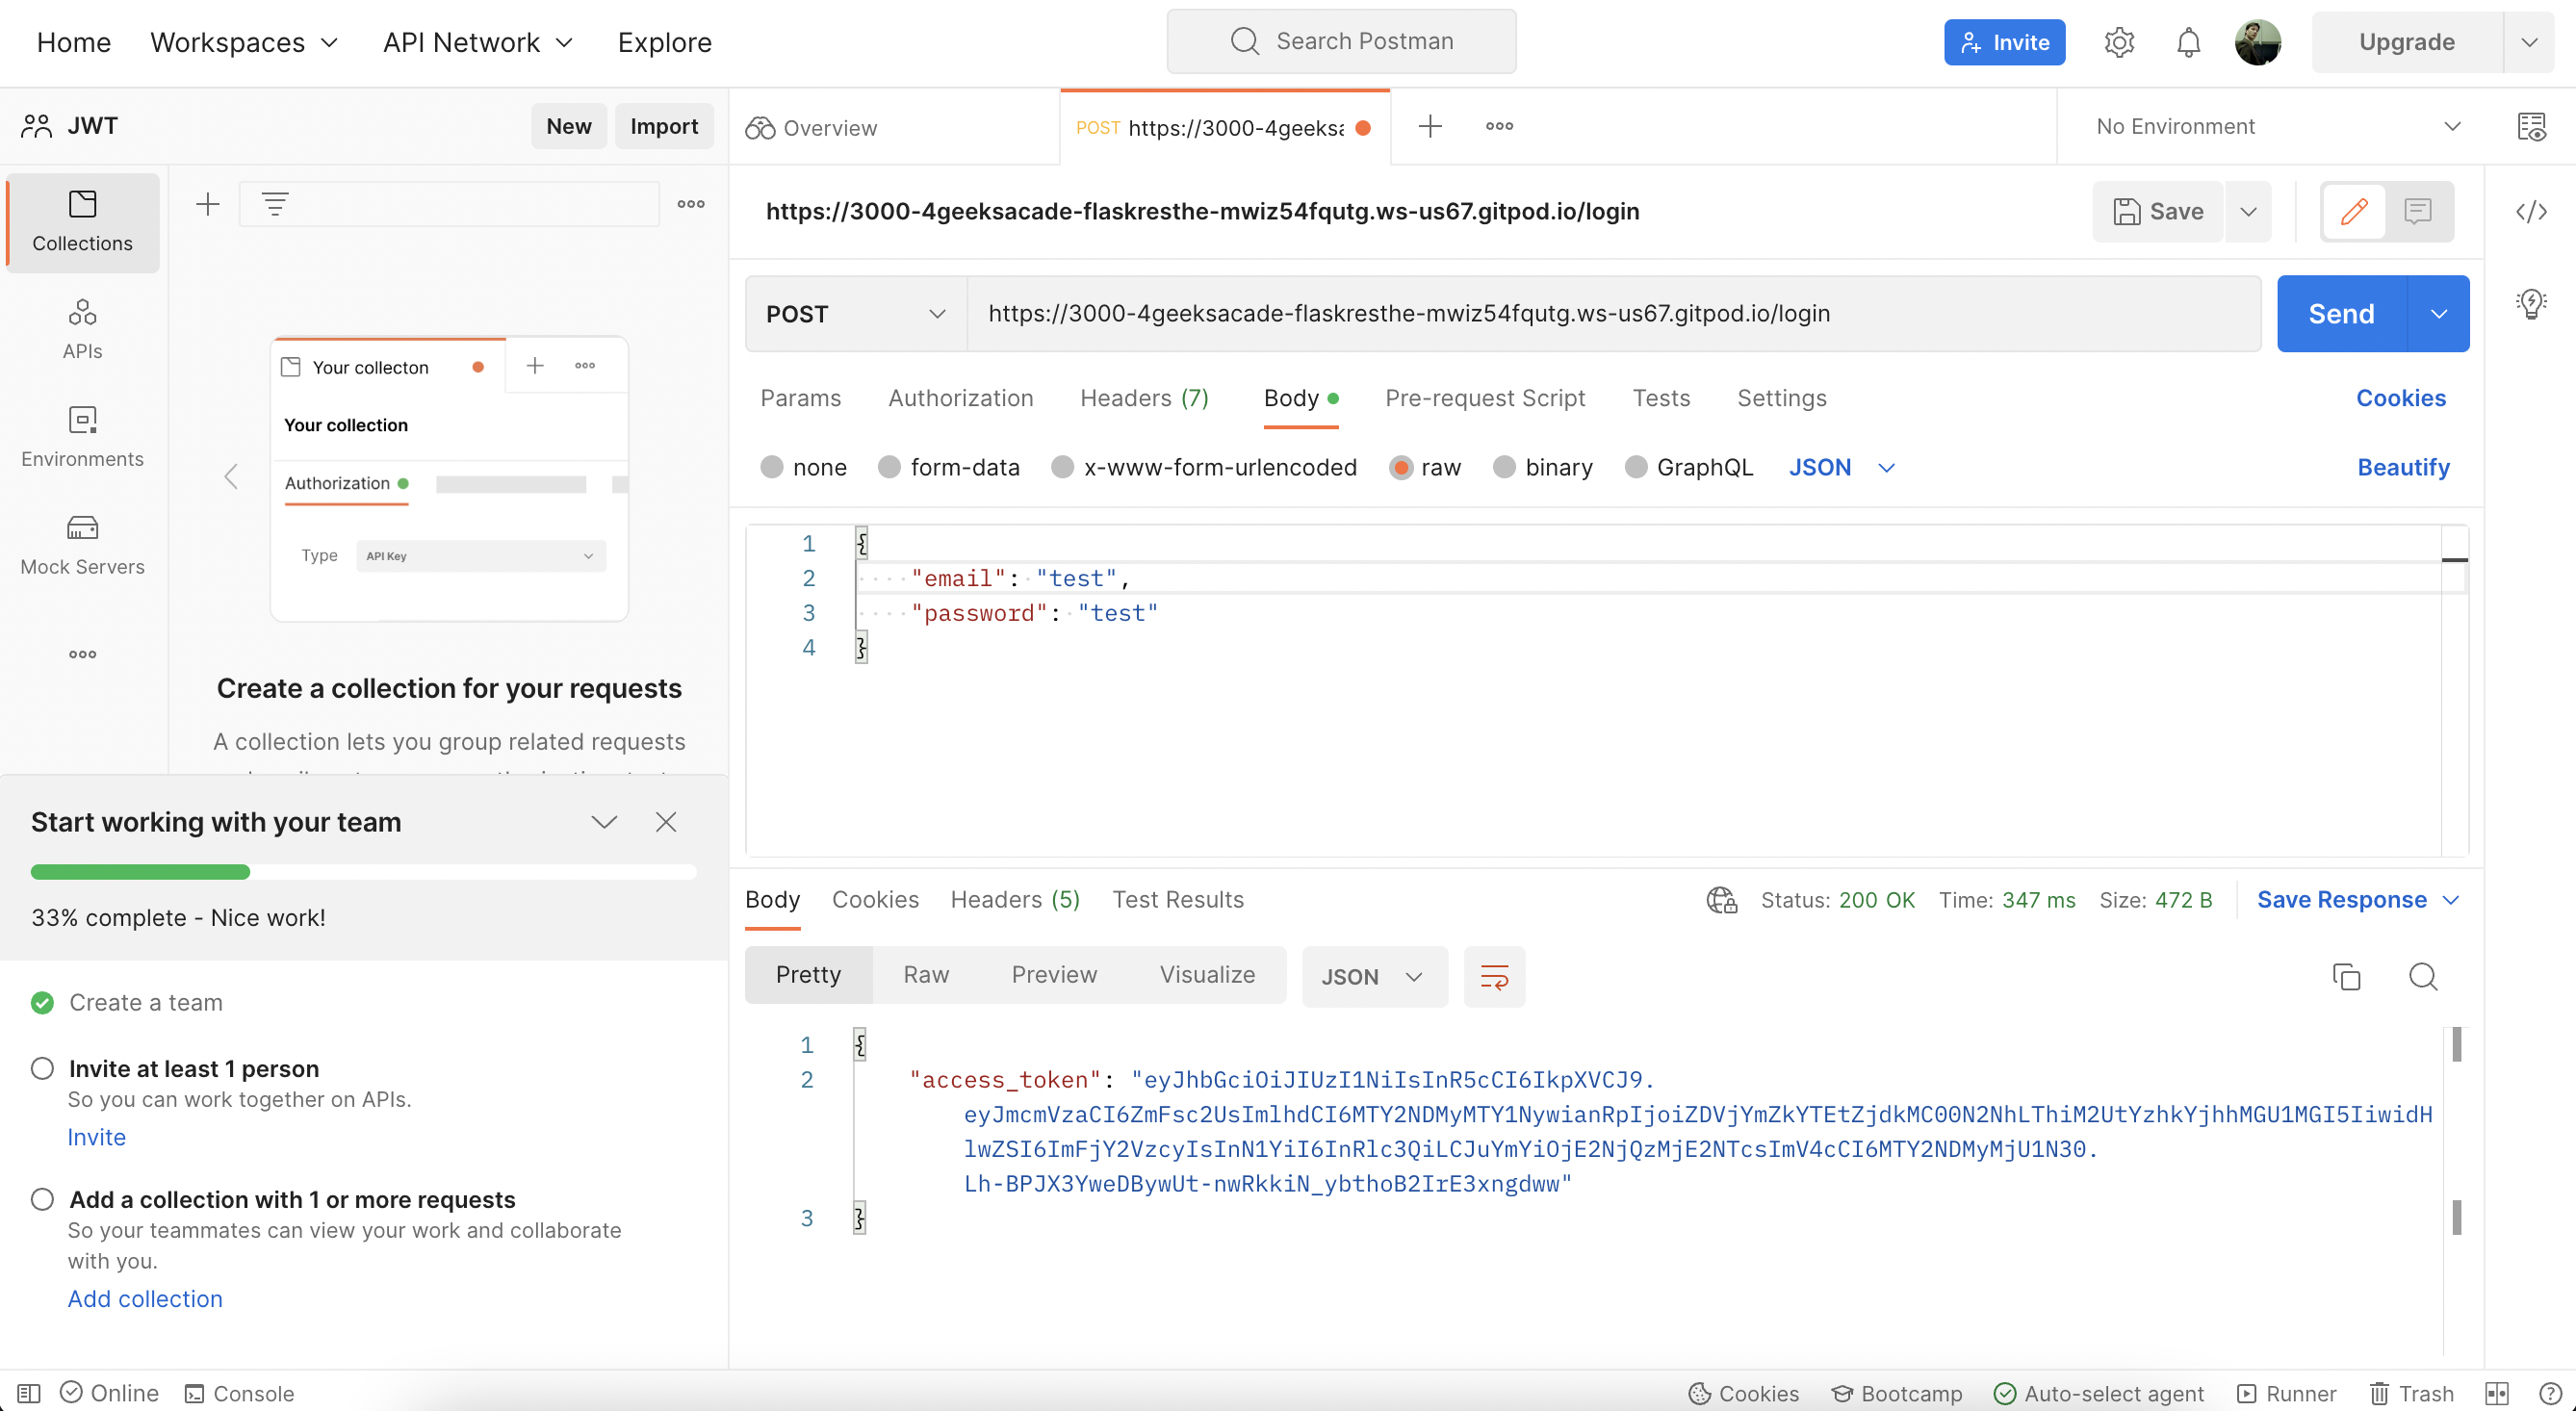 Home Workspaces API Network Explore Search Postman Invite Upgrade
JWT New Import
Overview POST https://3000-4geeksa No Environment
Collections
APIs
Environments
Mock Servers
Your collecton
Your collection
Authorization
Type API Key
Create a collection for your requests
A collection lets you group related requests
Start working with your team
33% complete - Nice work!
Create a team
Invite at least 1 person
So you can work together on APIs.
Invite
Add a collection with 1 or more requests
So your teammates can view your work and collaborate
with you.
Add collection
https://3000-4geeksacade-flaskresthe-mwiz54fqutg.ws-us67.gitpod.io/login
Save
POST https://3000-4geeksacade-flaskresthe-mwiz54fqutg.ws-us67.gitpod.io/login Send
Params Authorization Headers (7) Body Pre-request Script Tests Settings Cookies
none form-data x-www-form-urlencoded raw binary GraphQL JSON Beautify
1 {
2 "email": "test",
3 "password": "test"
4 }
Body Cookies Headers (5) Test Results Status: 200 OK Time: 347 ms Size: 472 B Save Response
Pretty Raw Preview Visualize JSON
1 {
2 "access_token": "eyJhbGciOiJIUzI1NiIsInR5cCI6IkpXVCJ9.
eyJmcmVzaCI6ZmFsc2UsImlhdCI6MTY2NDMyMTY1NywianRpIjoiZDVjYmZkYTEtZjdkMC00N2NhLThiM2UtYzhkYjhhMGU1MGI5IiwidH
lwZSI6ImFjY2VzcyIsInN1YiI6InRlc3QiLCJuYmYiOjE2NjQzMjE2NTcsImV4cCI6MTY2NDMyMjU1N30.
Lh-BPJX3YweDBywUt-nwRkkiN_ybthoB2IrE3xngdww"
3 }
Online Console Cookies Bootcamp Auto-select agent Runner Trash